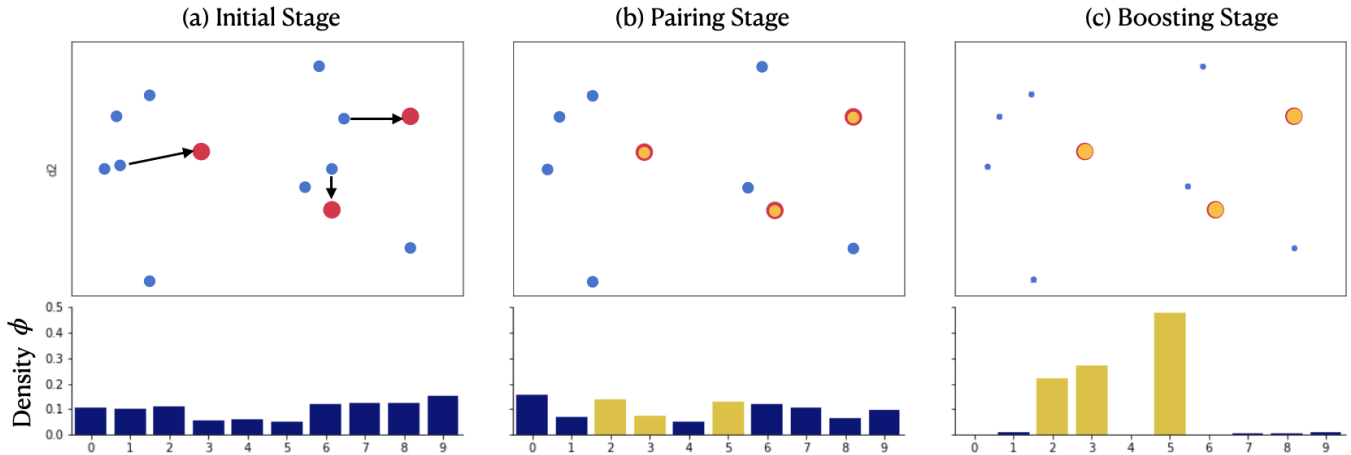 (a) Initial Stage
(b) Pairing Stage
(c) Boosting Stage
d2
Density ϕ
0.5
0.4
0.3
0.2
0.1
0.0
0 1 2 3 4 5 6 7 8 9
0 1 2 3 4 5 6 7 8 9
0 1 2 3 4 5 6 7 8 9